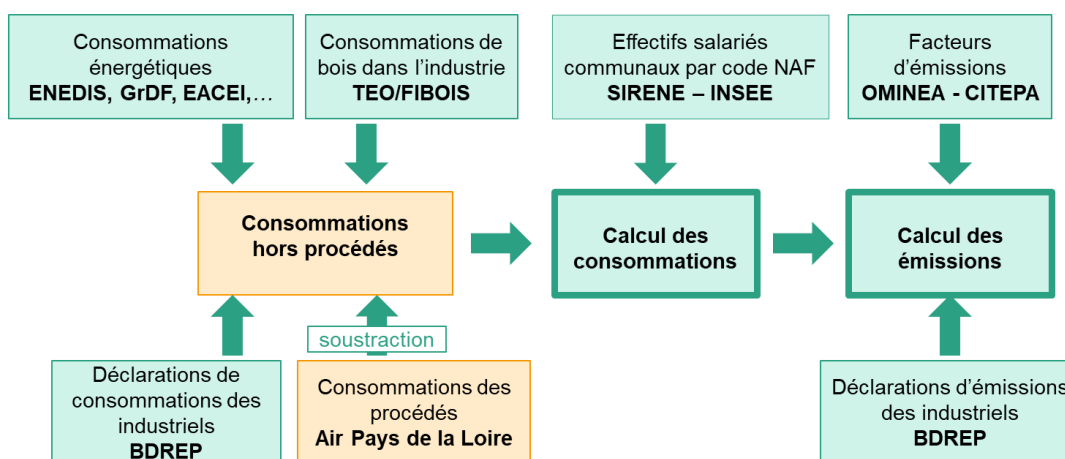 Consommations
énergétiques
ENEDIS, GrDF, EACEI,…
Consommations de
bois dans l’industrie
TEO/FIBOIS
Effectifs salariés
communaux par code NAF
SIRENE – INSEE
Facteurs
d’émissions
OMINEA - CITEPA
Consommations
hors procédés
Calcul des
consommations
Calcul des
émissions
soustraction
Déclarations de
consommations des
industriels
BDREP
Consommations des
procédés
Air Pays de la Loire
Déclarations d’émissions
des industriels
BDREP